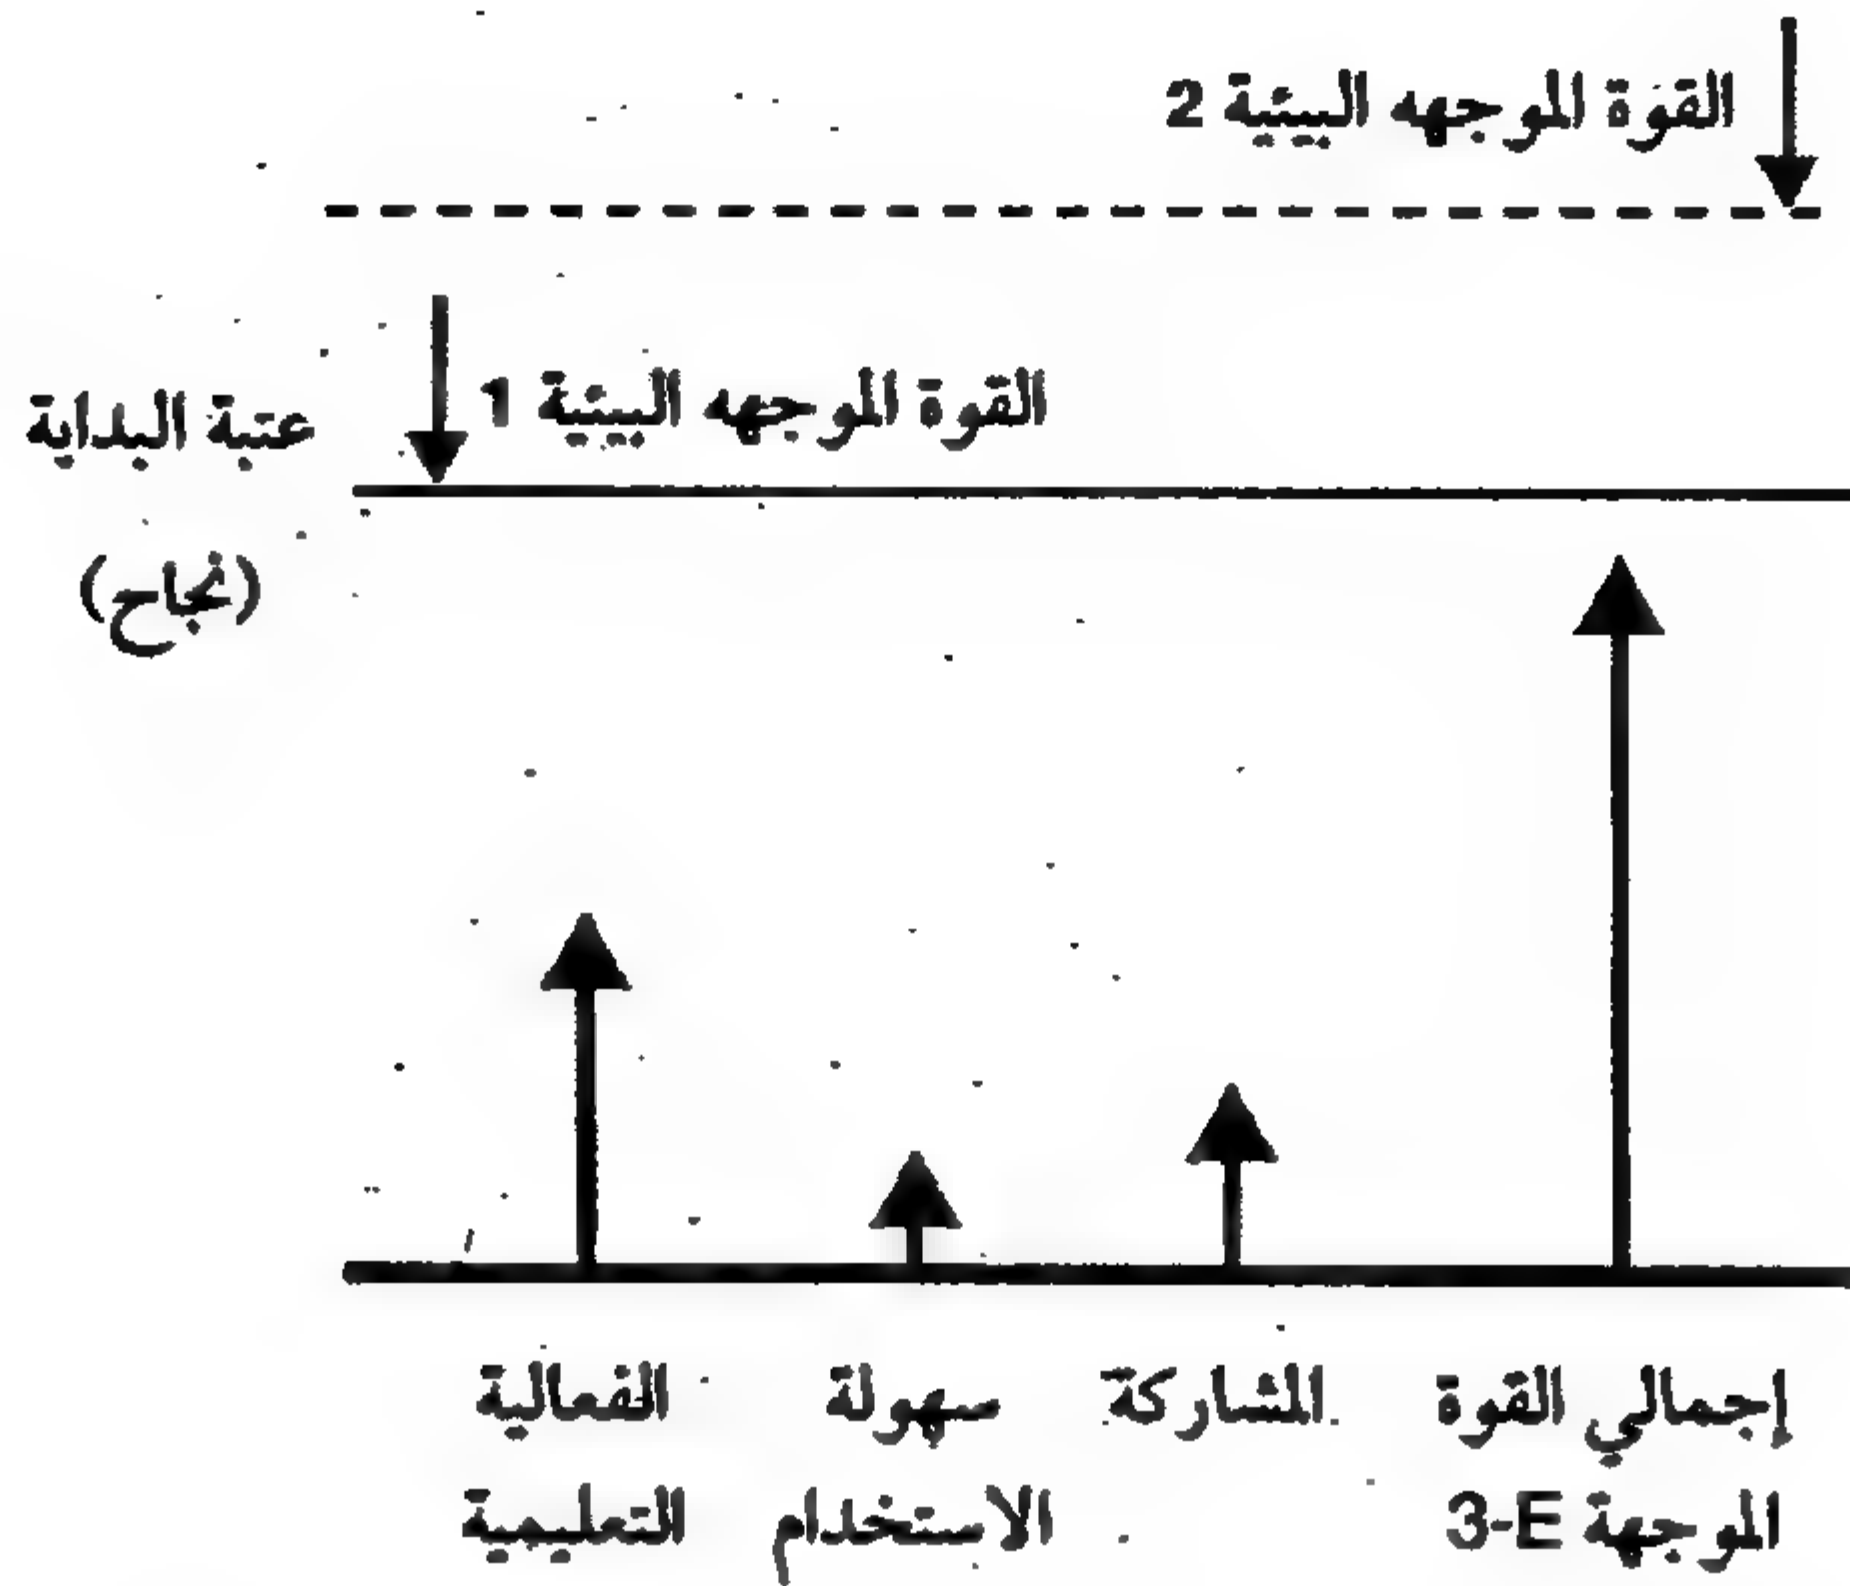 القوة الموجهه البيئية 2
القوة الموجهه البيئية 1
عتبة البداية
(نجاح)
إجمالي القوة
الموجهة 3-E
المشاركة
سهولة
الاستخدام
الفعالية
التعليمية